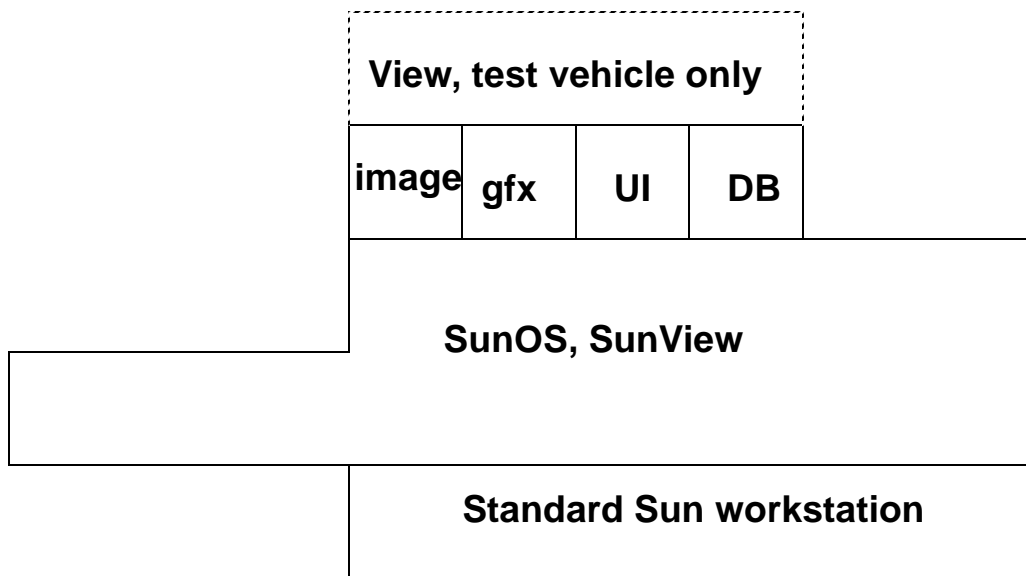 View, test vehicle only
image
gfx
UI
DB
SunOS, SunView
Standard Sun workstation